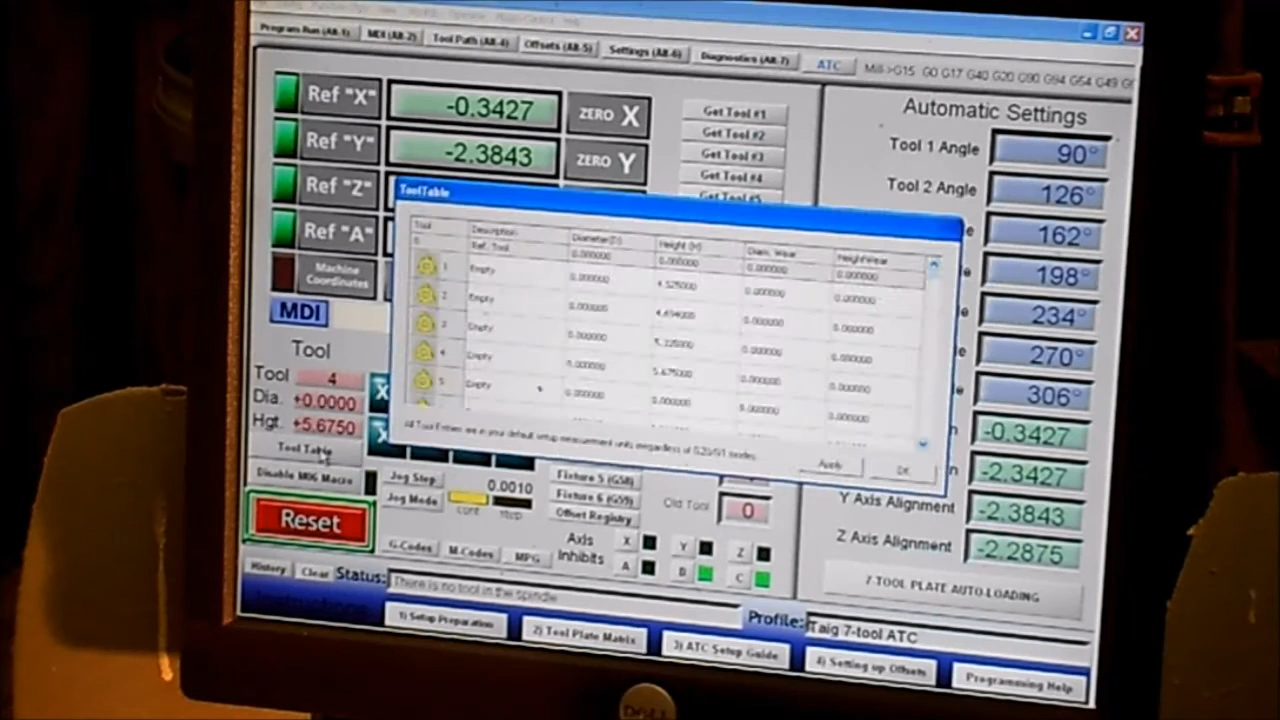 Program Run (Alt-1) MDI (Alt-2) Tool Path (Alt-4) Offsets (Alt-5) Settings (Alt-6) Diagnostics (Alt-7) ATC Mill->G15 G0 G17 G40 G20 G90 G94 G54 G49
Ref "X" -0.3427 ZERO X
Ref "Y" -2.3843 ZERO Y
Ref "Z"
Ref "A"
Machine
Coordinates
MDI
Get Tool #1
Get Tool #2
Get Tool #3
Get Tool #4
Get Tool #5
Automatic Settings
Tool 1 Angle 90°
Tool 2 Angle 126°
162°
198°
234°
270°
306°
-0.3427
-2.3427
Y Axis Alignment -2.3843
Z Axis Alignment -2.2875
7 TOOL PLATE AUTO-LOADING
ToolTable
Tool Description Diameter(D) Height (H) Diam. Wear HeightWear
0 Ref. Tool 0.000000 0.000000 0.000000 0.000000
1 Empty 0.000000 4.525000 0.000000 0.000000
2 Empty 0.000000 4.694000 0.000000 0.000000
3 Empty 0.000000 0.000000 0.000000
4 Empty 0.000000 5.675000 0.000000 0.000000
5 Empty 0.000000 0.000000 0.000000 0.000000
All Tool Entries are in your default setup measurement units regardless of G20/G21 modes.
Apply OK
Tool
Tool 4
Dia. +0.0000
Hgt. +5.6750
Tool Table
Disable M06 Macro
Reset
Jog Step 0.0010
Jog Mode cont step
G-Codes M-Codes MPG
Fixture 5 (G58)
Fixture 6 (G59)
Offset Registry
Old Tool 0
Axis
Inhibits
X Y Z
A B C
History Clear Status: There is no tool in the spindle
Profile: Taig 7-tool ATC
Instructions
1) Setup Preparation 2) Tool Plate Matrix 3) ATC Setup Guide 4) Setting up Offsets Programming Help
DELL